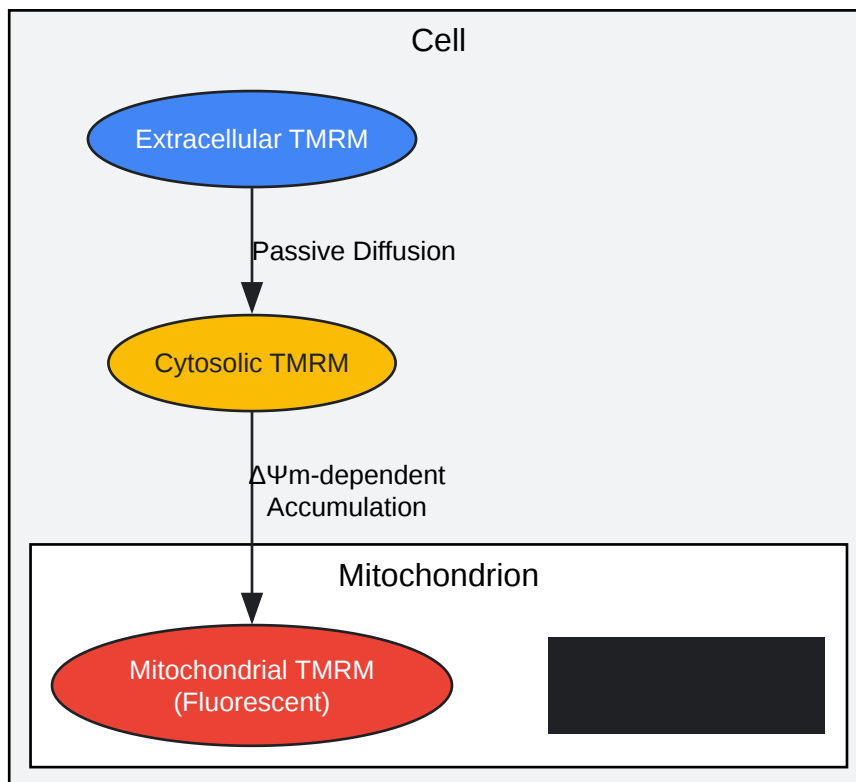 Cell
Extracellular TMRM
Passive Diffusion
Cytosolic TMRM
ΔΨm-dependent
Accumulation
Mitochondrion
Mitochondrial TMRM
(Fluorescent)